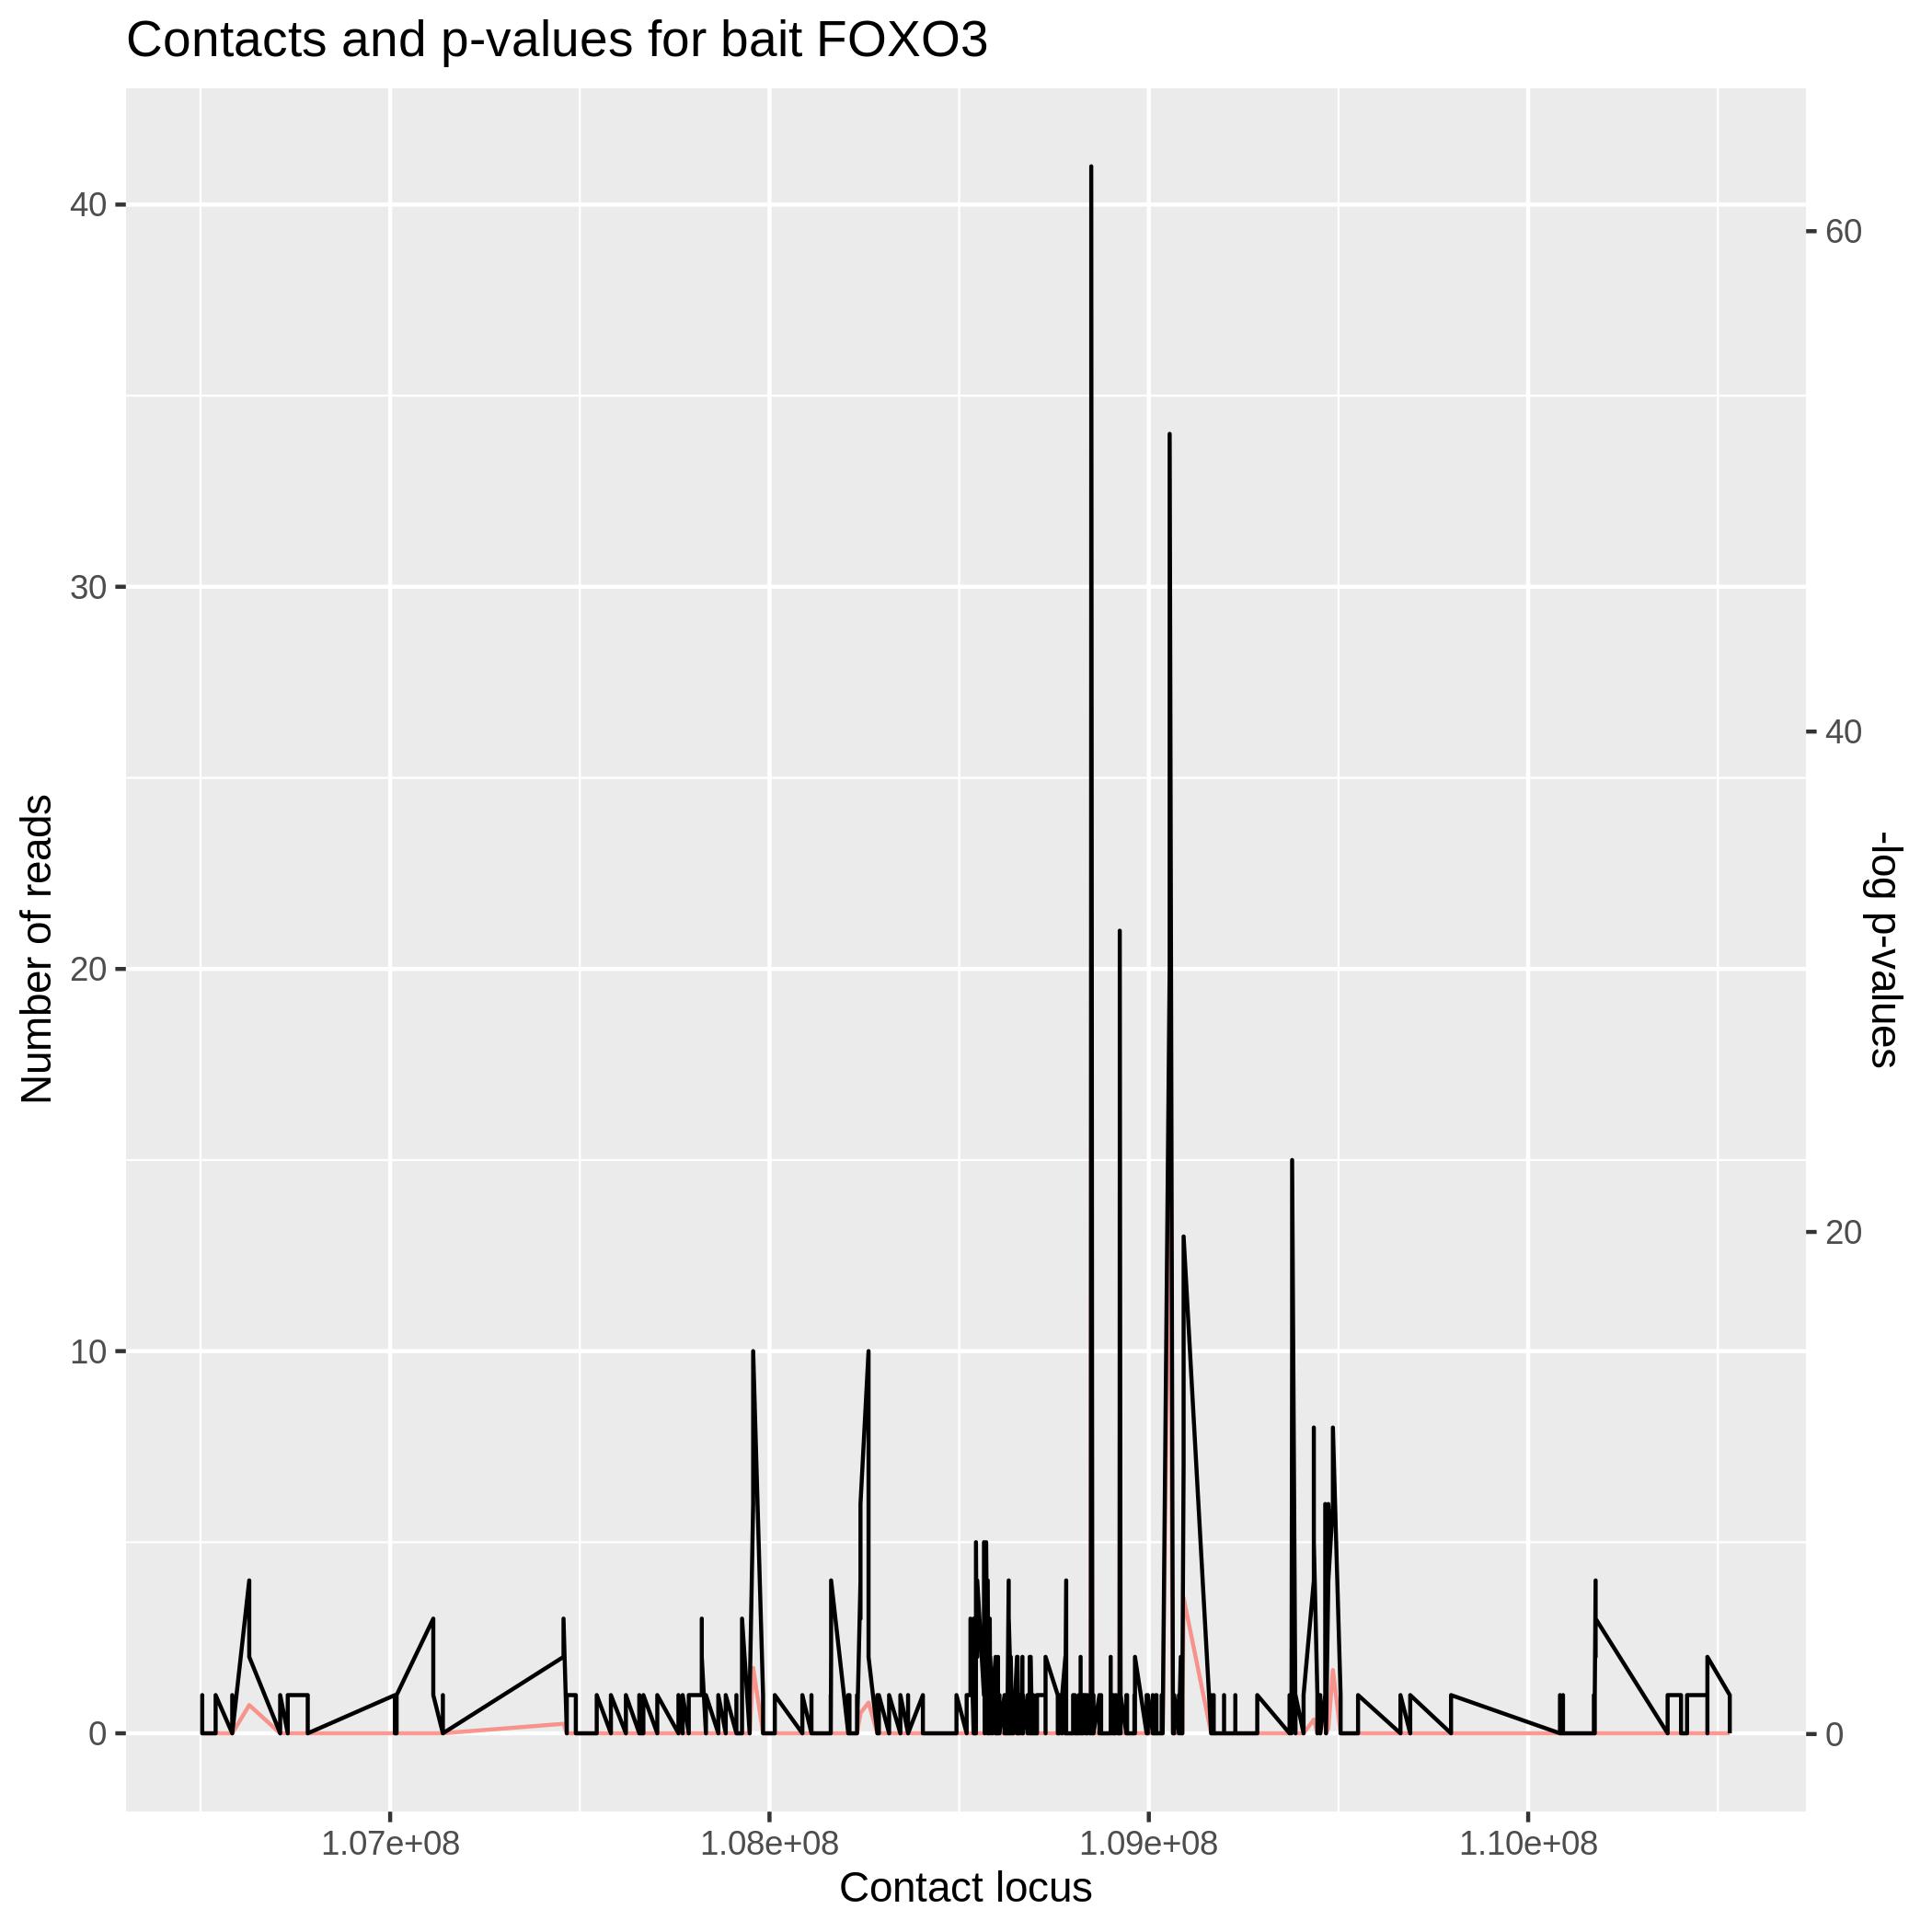 Contacts and p-values for bait FOXO3
40
30
20
10
0
Number of reads
60
40
20
0
-log p-values
1.07e+08
1.08e+08
1.09e+08
1.10e+08
Contact locus